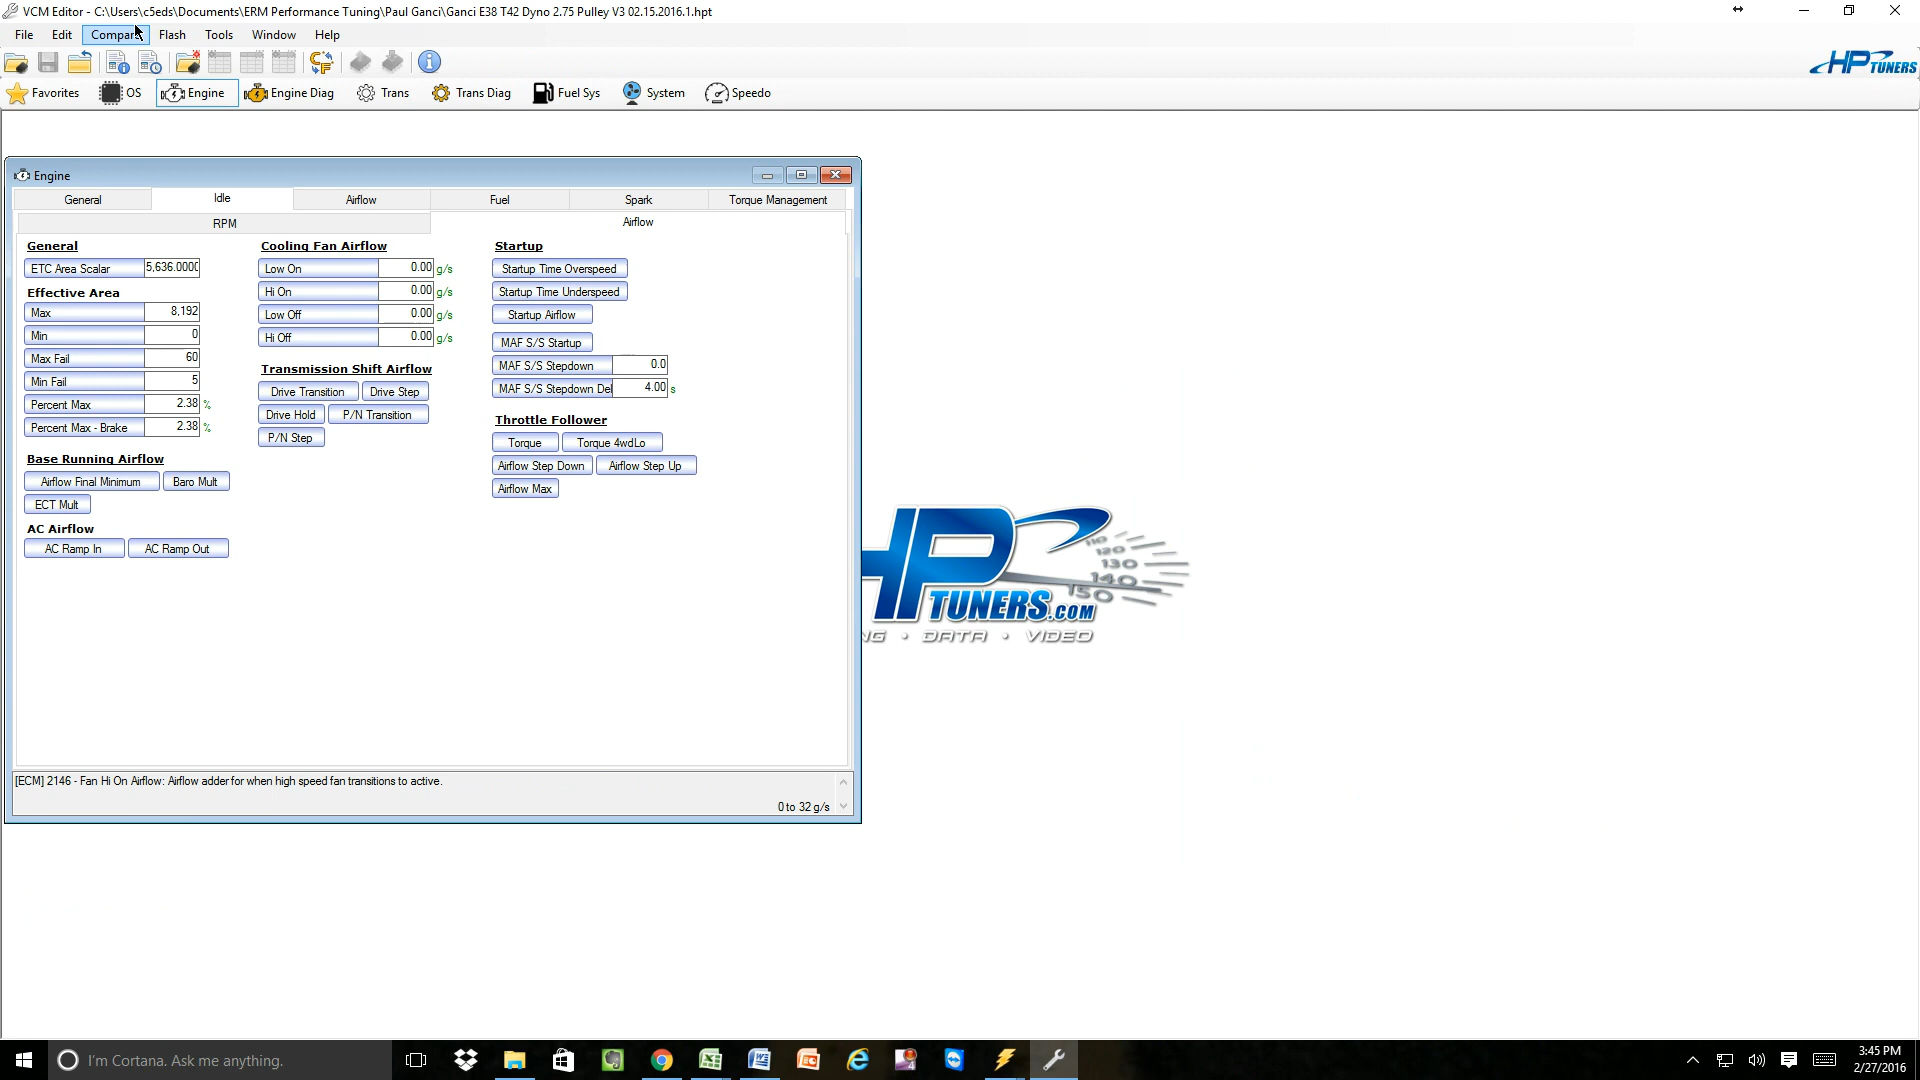 VCM Editor - C:\Users\c5eds\Documents\ERM Performance Tuning\Paul Ganci\Ganci E38 T42 Dyno 2.75 Pulley V3 02.15.2016.1.hpt
File Edit Compare Flash Tools Window Help
HP TUNERS
Favorites OS Engine Engine Diag Trans Trans Diag Fuel Sys System Speedo
Engine
General Idle Airflow Fuel Spark Torque Management
RPM Airflow
General
ETC Area Scalar 5,636.0000
Effective Area
Max 8,192
Min 0
Max Fail 60
Min Fail 5
Percent Max 2.38 %
Percent Max - Brake 2.38 %
Base Running Airflow
Airflow Final Minimum Baro Mult
ECT Mult
AC Airflow
AC Ramp In AC Ramp Out
Cooling Fan Airflow
Low On 0.00 g/s
Hi On 0.00 g/s
Low Off 0.00 g/s
Hi Off 0.00 g/s
Transmission Shift Airflow
Drive Transition Drive Step
Drive Hold P/N Transition
P/N Step
Startup
Startup Time Overspeed
Startup Time Underspeed
Startup Airflow
MAF S/S Startup
MAF S/S Stepdown 0.0
MAF S/S Stepdown Del 4.00 s
Throttle Follower
Torque Torque 4wdLo
Airflow Step Down Airflow Step Up
Airflow Max
110
120
130
140
150
HP TUNERS.COM
NG • DATA • VIDEO
[ECM] 2146 - Fan Hi On Airflow: Airflow adder for when high speed fan transitions to active.
0 to 32 g/s
I'm Cortana. Ask me anything.
3:45 PM
2/27/2016